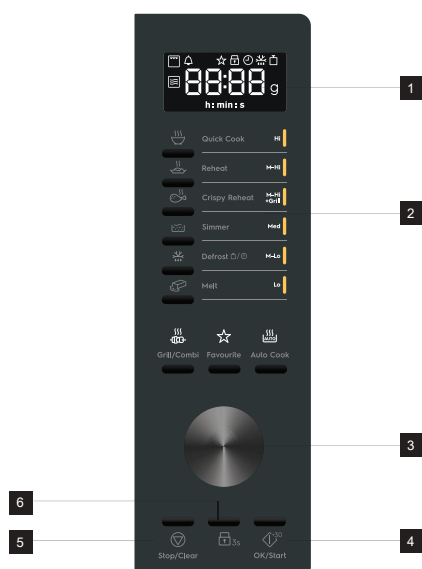 88:88 g
h:min:s
1
Quick Cook Hi
Reheat M-Hi
Crispy Reheat M-Hi
+Grill
2
Simmer Med
Defrost / M-Lo
Melt Lo
AUTO
Grill/Combi Favourite Auto Cook
3
6
5
3s
+30
4
Stop/Clear OK/Start